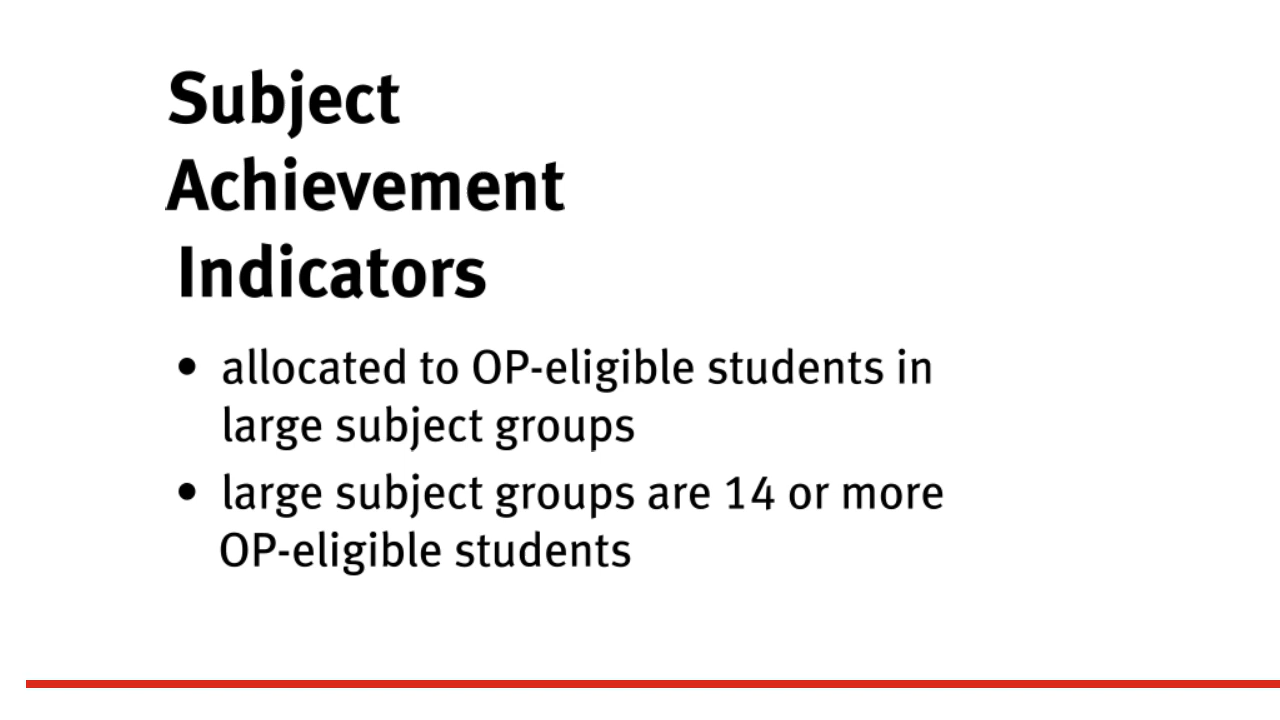 Subject
Achievement
Indicators
• allocated to OP-eligible students in
large subject groups
• large subject groups are 14 or more
OP-eligible students